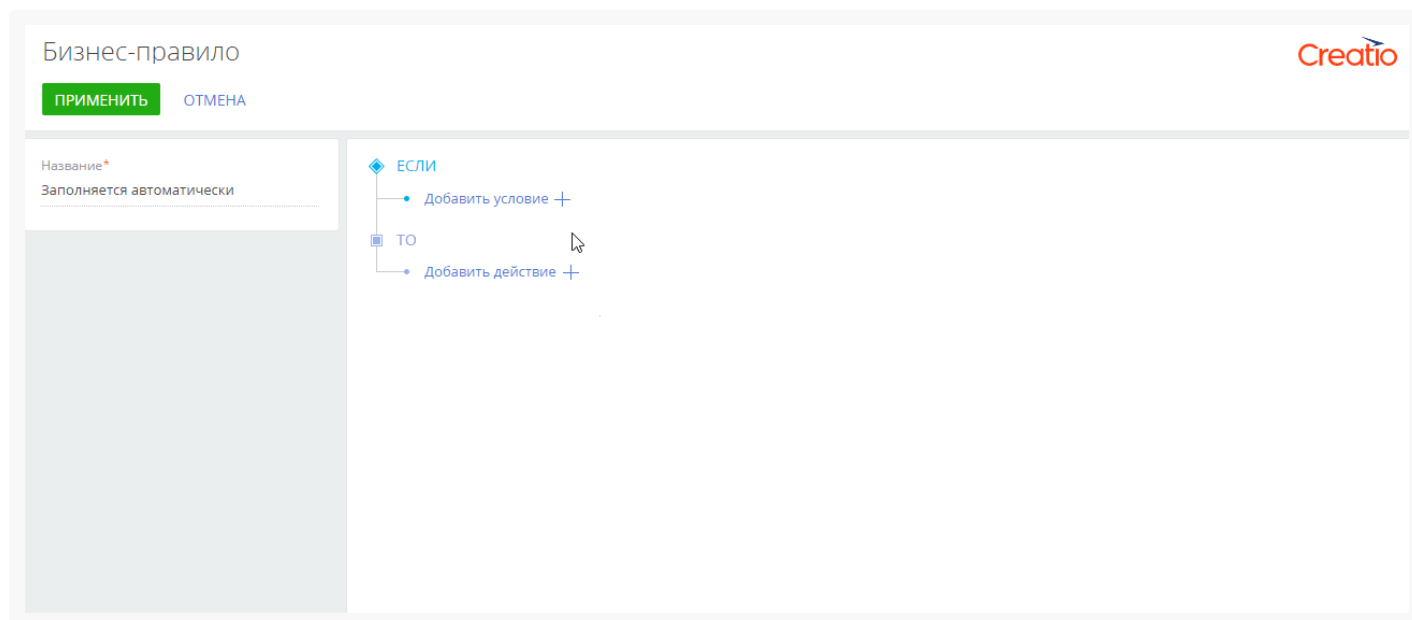 Бизнес-правило
Creatio
ПРИМЕНИТЬ ОТМЕНА
Название*
Заполняется автоматически
ЕСЛИ
Добавить условие
ТО
Добавить действие